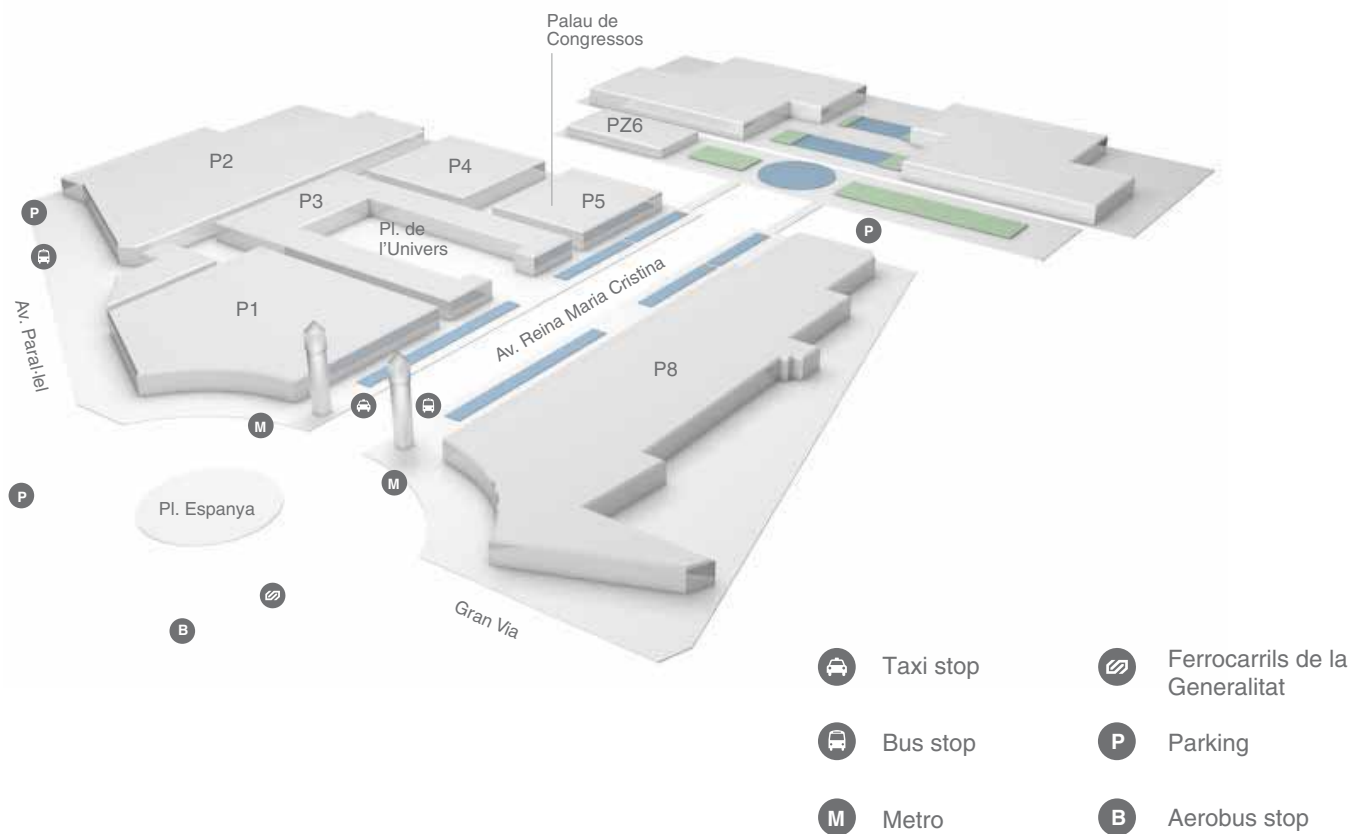 Palau de
Congressos
PZ6
P2
P4
P3
P5
Pl. de
l’Univers
P
P
P1
Av. Reina Maria Cristina
Av. Paral·lel
P8
M
M
P
Pl. Espanya
B
Gran Via
Taxi stop
Ferrocarrils de la
Generalitat
Bus stop
P Parking
M Metro
B Aerobus stop